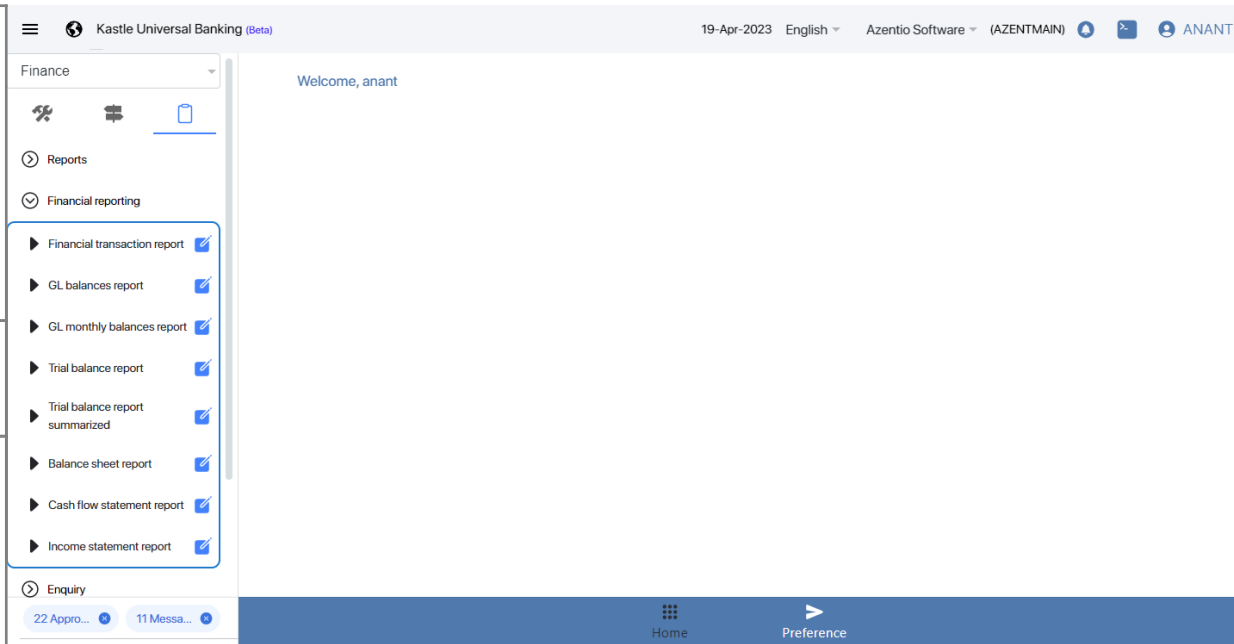 Kastle Universal Banking (Beta)
19-Apr-2023 English Azentio Software (AZENTMAIN) ANANT
Finance
Welcome, anant
Reports
Financial reporting
Financial transaction report
GL balances report
GL monthly balances report
Trial balance report
Trial balance report
summarized
Balance sheet report
Cash flow statement report
Income statement report
Enquiry
22 Appro... 11 Messa...
Home Preference